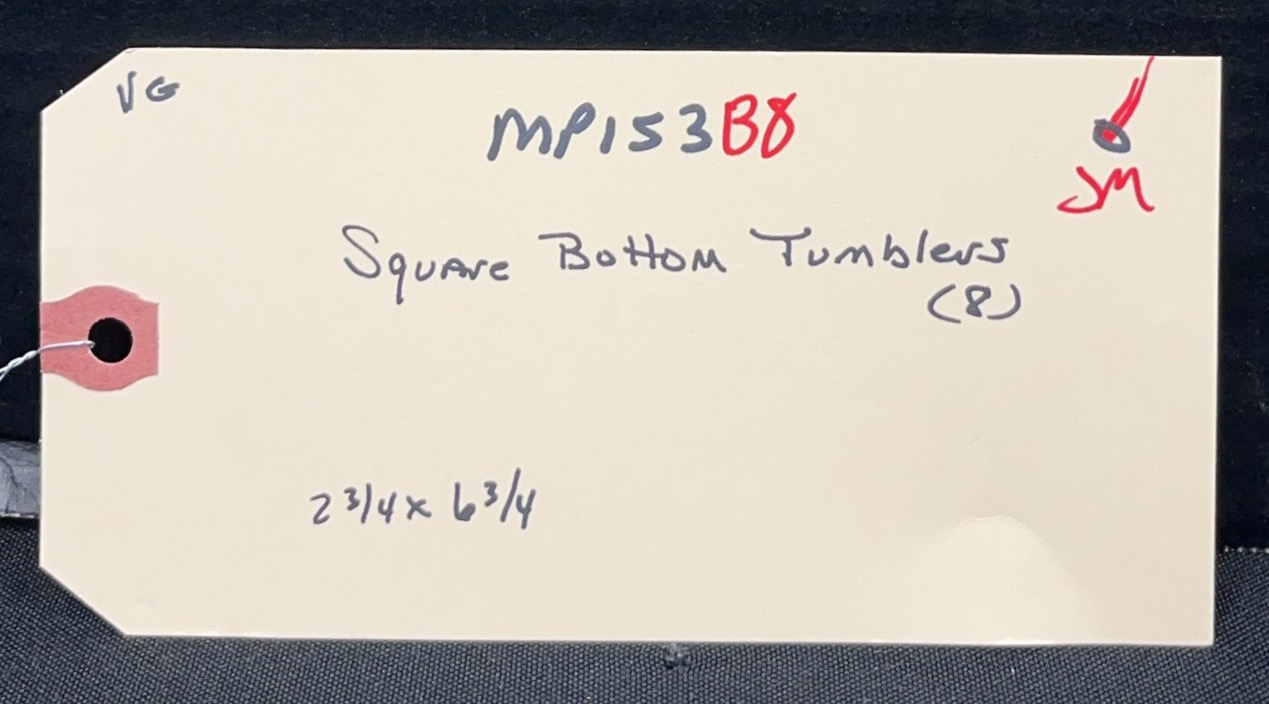 VG
MP153B8
JM
Square Bottom Tumblers
(8)
2 3/4 x 6 3/4